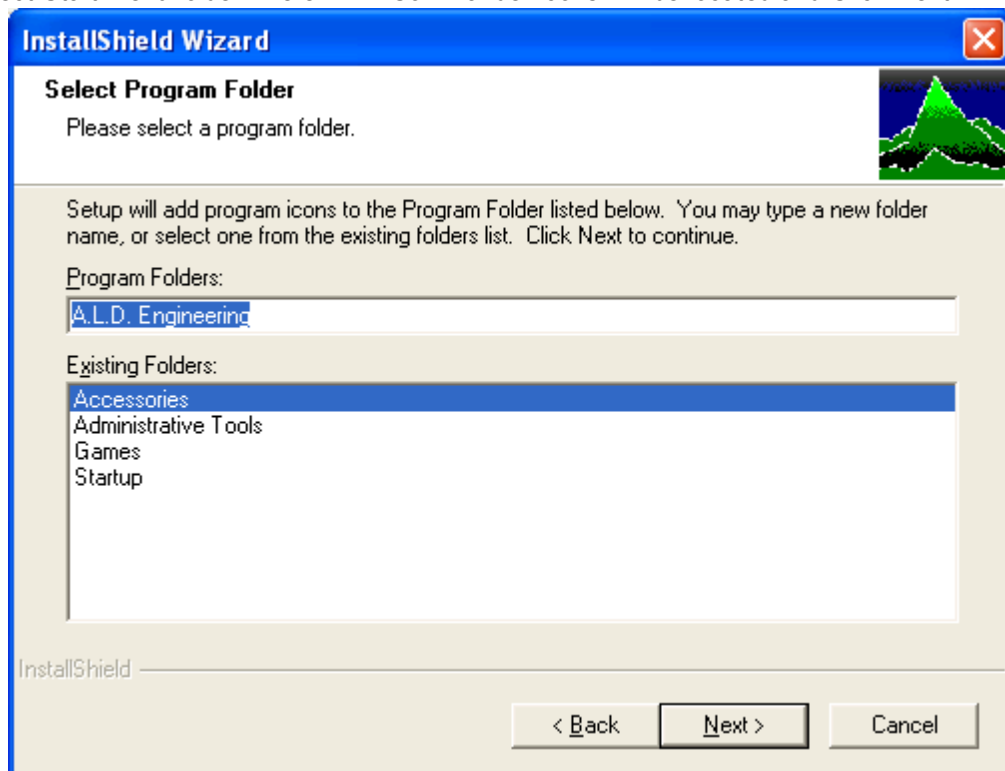 InstallShield Wizard
Select Program Folder
Please select a program folder.
Setup will add program icons to the Program Folder listed below. You may type a new folder
name, or select one from the existing folders list. Click Next to continue.
Program Folders:
A.L.D. Engineering
Existing Folders:
Accessories
Administrative Tools
Games
Startup
InstallShield
< Back
Next >
Cancel